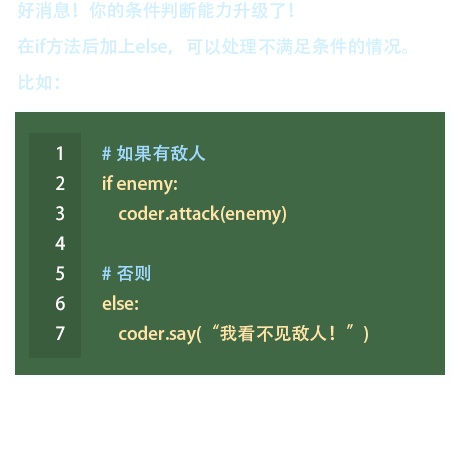 好消息！你的条件判断能力升级了！
在if方法后加上else，可以处理不满足条件的情况。
比如：
1 # 如果有敌人
2 if enemy:
3 coder.attack(enemy)
4
5 # 否则
6 else:
7 coder.say(“我看不见敌人！”)